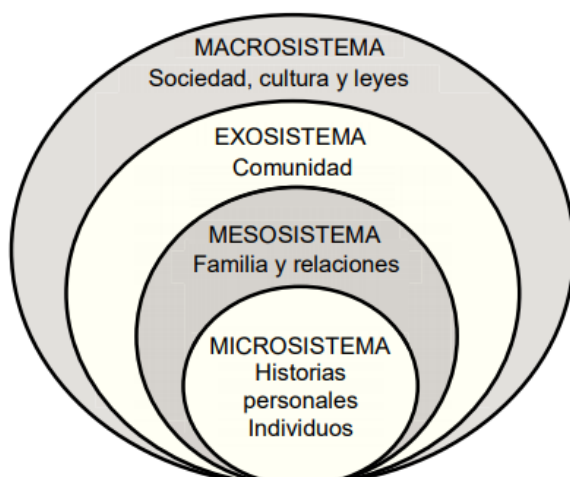 MACROSISTEMA
Sociedad, cultura y leyes
EXOSISTEMA
Comunidad
MESOSISTEMA
Familia y relaciones
MICROSISTEMA
Historias
personales
Individuos